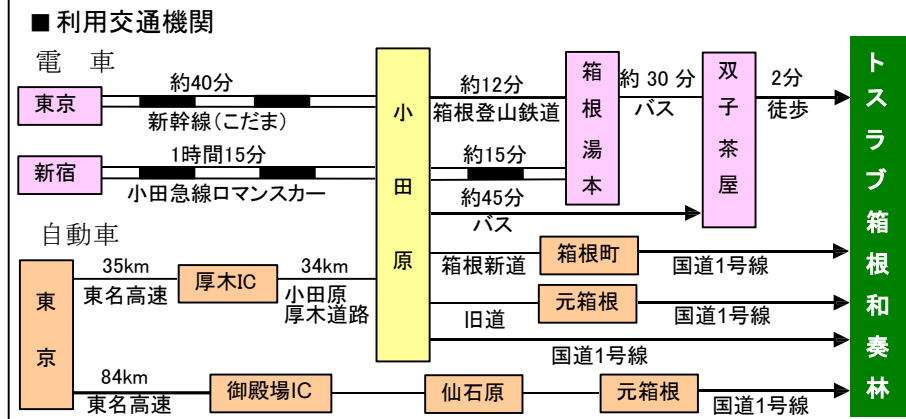 ■ 利用交通機関
電 車
東京
約40分
新幹線(こだま)
新宿
1時間15分
小田急線ロマンスカー
小田原
約12分
箱根登山鉄道
約15分
約45分
バス
箱根湯本
約 30 分
バス
双子茶屋
2分
徒歩
トスラブ箱根和奏林
自動車
東京
35km
東名高速
厚木IC
34km
小田原
厚木道路
箱根新道
箱根町
国道1号線
旧道
元箱根
国道1号線
国道1号線
84km
東名高速
御殿場IC
仙石原
元箱根
国道1号線